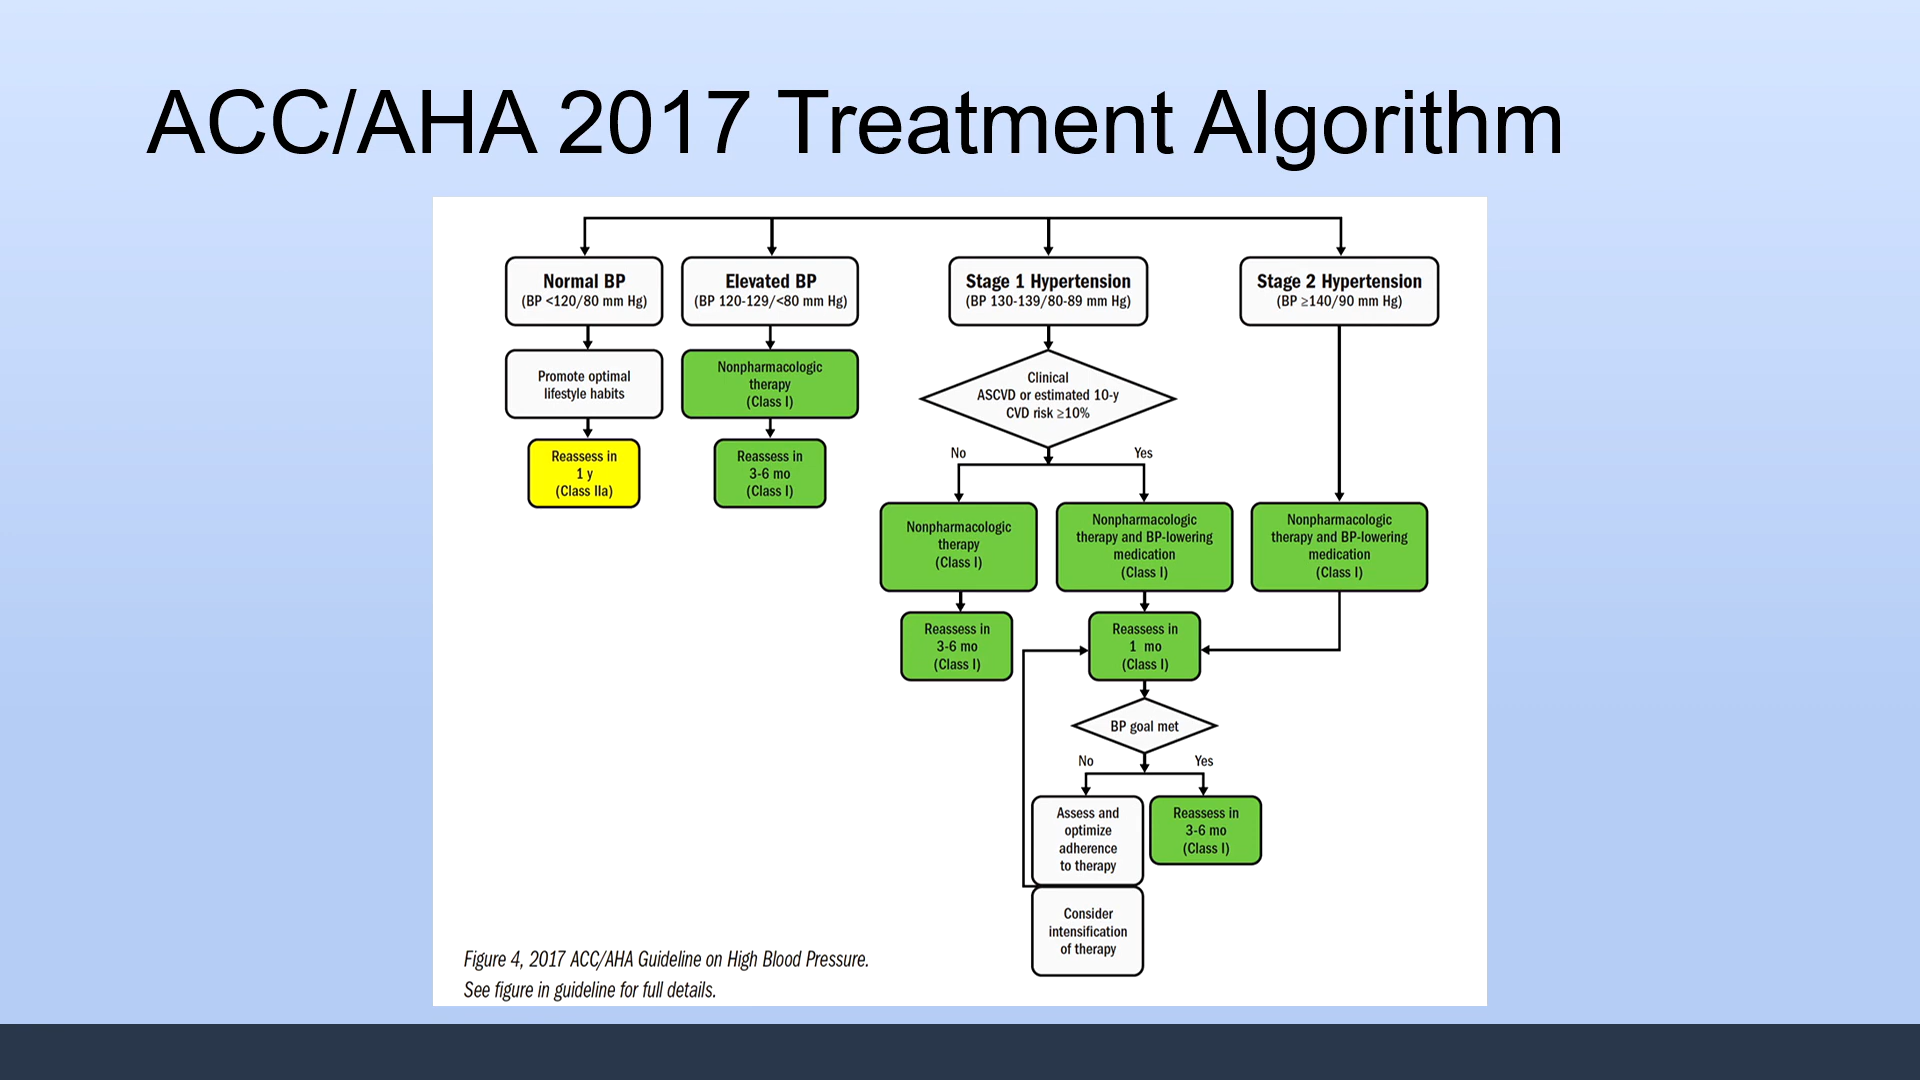 ACC/AHA 2017 Treatment Algorithm
Normal BP
(BP <120/80 mm Hg)
Elevated BP
(BP 120-129/<80 mm Hg)
Stage 1 Hypertension
(BP 130-139/80-89 mm Hg)
Stage 2 Hypertension
(BP ≥140/90 mm Hg)
Promote optimal
lifestyle habits
Nonpharmacologic
therapy
(Class I)
Clinical
ASCVD or estimated 10-y
CVD risk ≥10%
Reassess in
1 y
(Class IIa)
Reassess in
3-6 mo
(Class I)
No
Yes
Nonpharmacologic
therapy
(Class I)
Nonpharmacologic
therapy and BP-lowering
medication
(Class I)
Nonpharmacologic
therapy and BP-lowering
medication
(Class I)
Reassess in
3-6 mo
(Class I)
Reassess in
1 mo
(Class I)
BP goal met
No
Yes
Assess and
optimize
adherence
to therapy
Reassess in
3-6 mo
(Class I)
Consider
intensification
of therapy
Figure 4, 2017 ACC/AHA Guideline on High Blood Pressure.
See figure in guideline for full details.